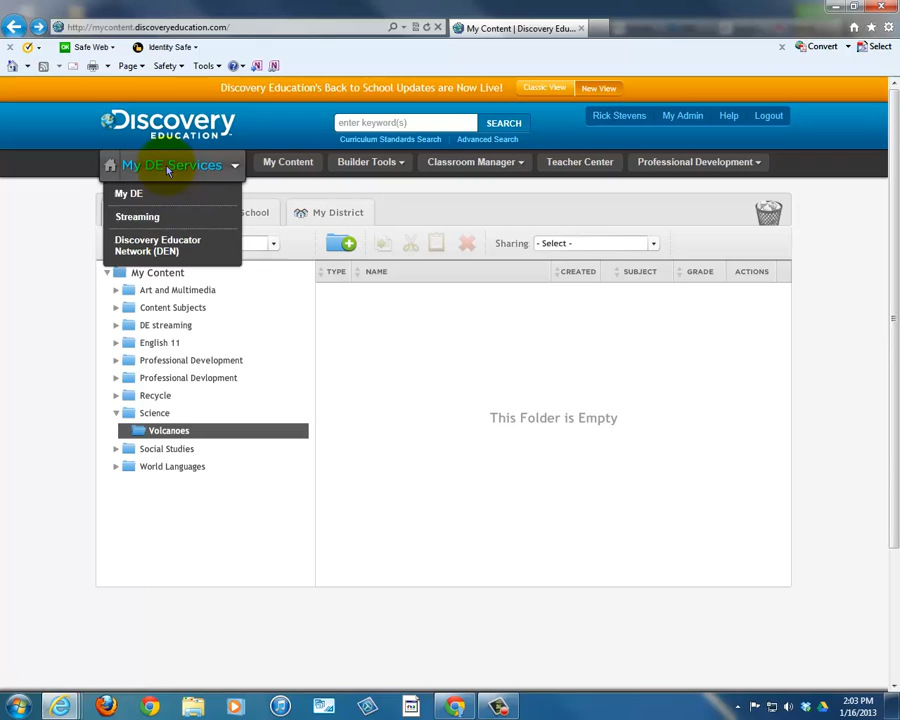 http://mycontent.discoveryeducation.com/
My Content | Discovery Edu...
OK Safe Web
Identity Safe
Convert
Select
Page
Safety
Tools
Discovery Education's Back to School Updates are Now Live!
Classic View
New View
Discovery
EDUCATION
enter keyword(s)
SEARCH
Curriculum Standards Search
Advanced Search
Rick Stevens
My Admin
Help
Logout
My DE Services
My Content
Builder Tools
Classroom Manager
Teacher Center
Professional Development
My DE
Streaming
Discovery Educator
Network (DEN)
School
My District
Sharing
- Select -
My Content
Art and Multimedia
Content Subjects
DE streaming
English 11
Professional Development
Professional Devlopment
Recycle
Science
Volcanoes
Social Studies
World Languages
TYPE
NAME
CREATED
SUBJECT
GRADE
ACTIONS
This Folder is Empty
2:03 PM
1/16/2013